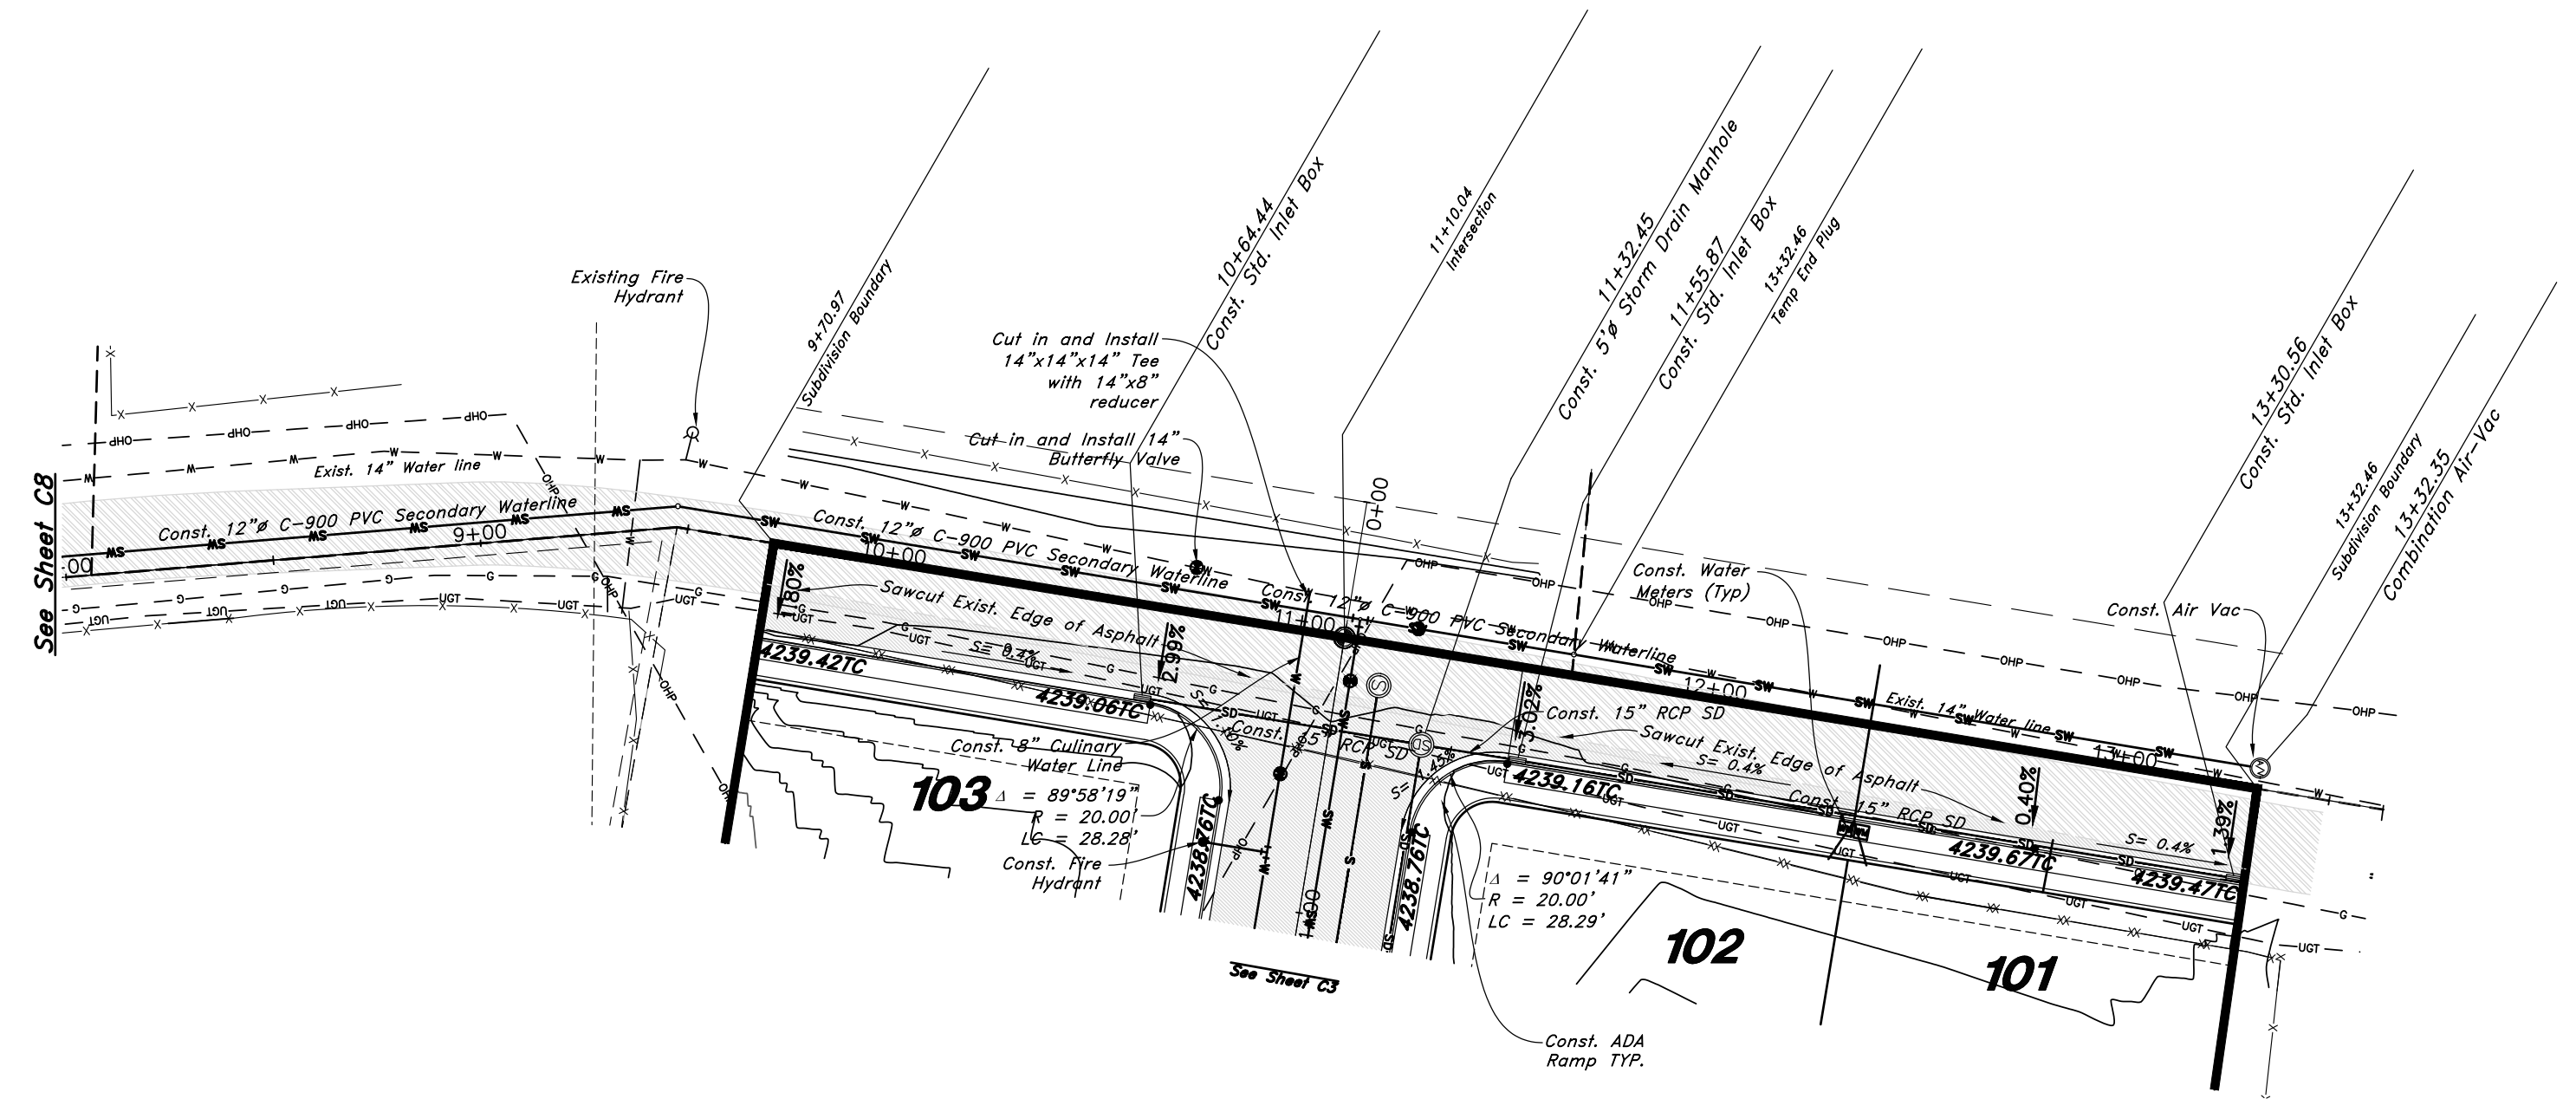 See Sheet C8
Existing Fire
Hydrant
9+70.97
Subdivision Boundary
Cut in and Install
14"x14"x14" Tee
with 14"x8"
reducer
Cut in and Install 14"
Butterfly Valve
10+64.44
Const. Std. Inlet Box
11+10.04
Intersection
11+32.45
Const. 5'ø Storm Drain Manhole
11+55.87
Const. Std. Inlet Box
13+32.46
Temp End Plug
13+30.56
Const. Std. Inlet Box
13+32.46
Subdivision Boundary
13+32.35
Combination Air-Vac
Exist. 14" Water line
Const. 12"ø C-900 PVC Secondary Waterline
9+00
Const. 12"ø C-900 PVC Secondary Waterline
10+00
Const. 12"ø C-900 PVC Secondary Waterline
11+00
0+00
Const. Water
Meters (Typ)
Const. Air Vac
12+00
Exist. 14" Water line
13+00
1.80%
Sawcut Exist. Edge of Asphalt
S= 0.4%
2.99%
4239.42TC
4239.06TC
Const. 15" RCP SD
3.02%
Const. 15" RCP SD
Sawcut Exist. Edge of Asphalt
S= 0.4%
1.45%
4239.16TC
Const. 15" RCP SD
0.40%
1.39%
S= 0.4%
4239.67TC
4239.47TC
Const. 8" Culinary
Water Line
103
Δ = 89°58'19"
R = 20.00'
LC = 28.28'
Const. Fire
Hydrant
4238.76TC
4238.76TC
Δ = 90°01'41"
R = 20.00'
LC = 28.29'
102
101
See Sheet C3
Const. ADA
Ramp TYP.